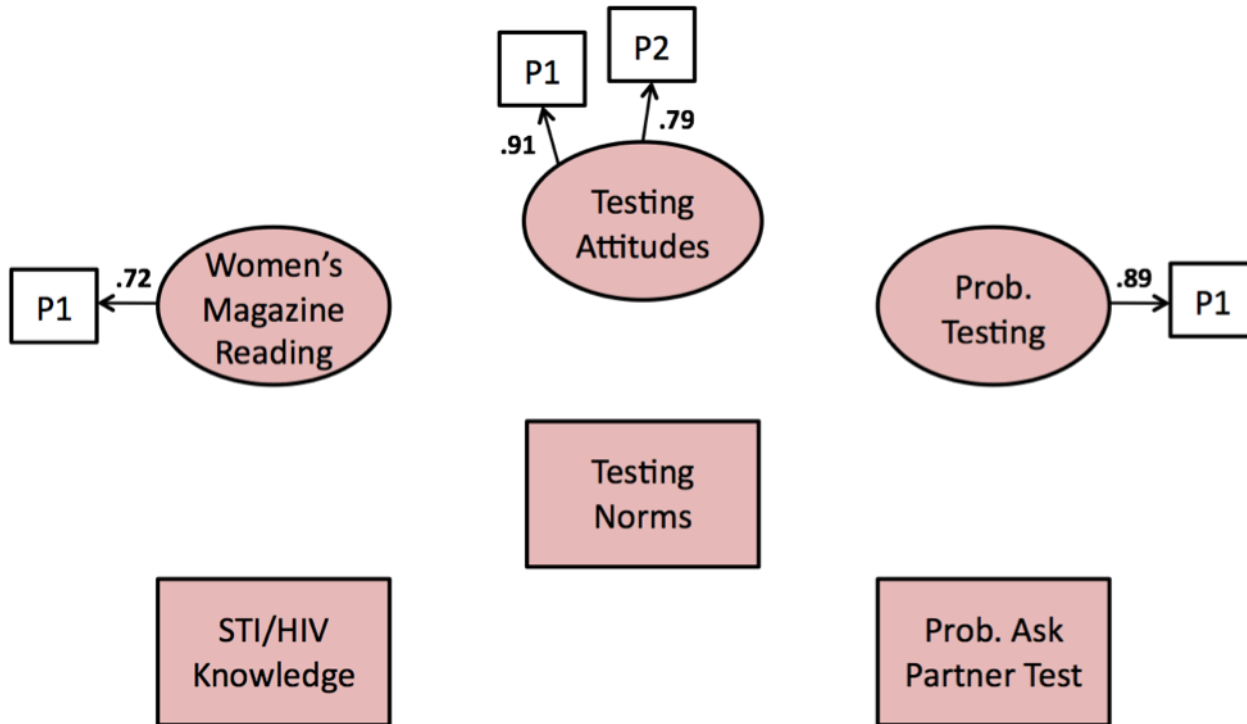 P1
P2
.91
.79
Testing
Attitudes
P1
.72
Women’s
Magazine
Reading
Prob.
Testing
.89
P1
Testing
Norms
STI/HIV
Knowledge
Prob. Ask
Partner Test